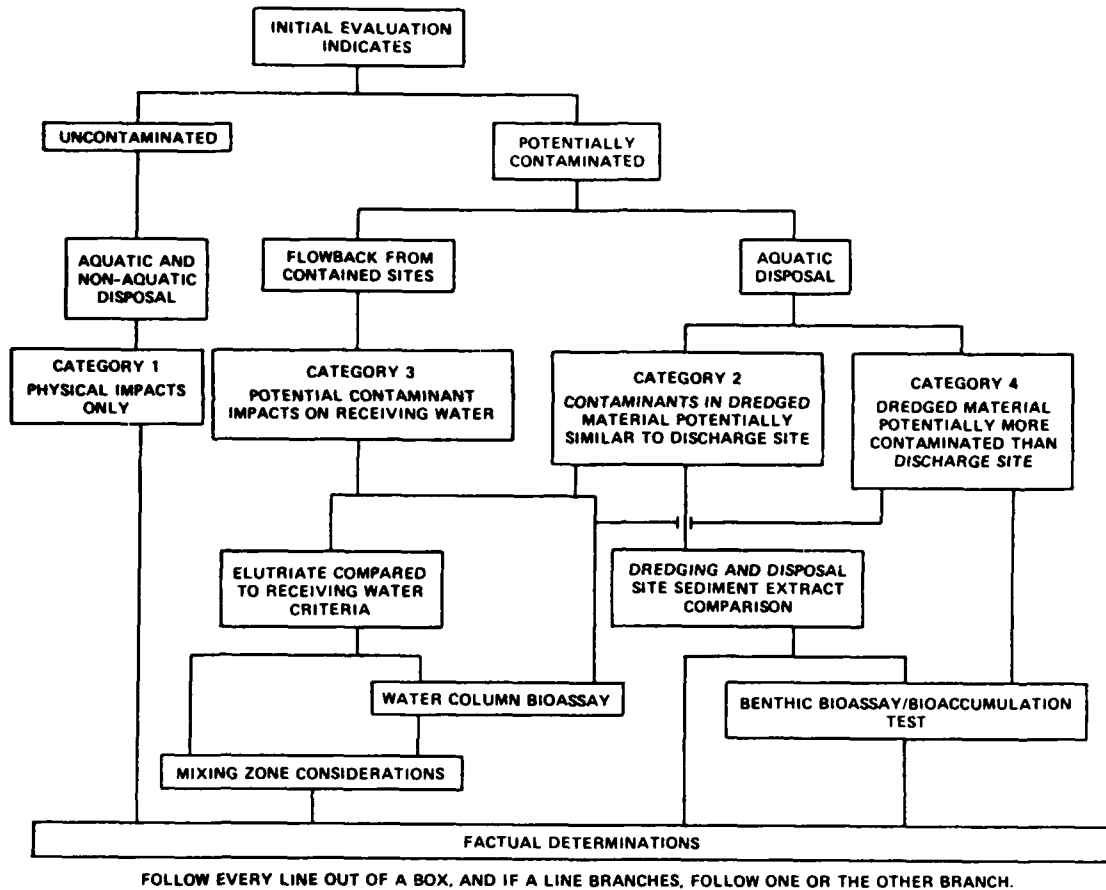 INITIAL EVALUATION
INDICATES
UNCONTAMINATED
POTENTIALLY
CONTAMINATED
AQUATIC AND
NON-AQUATIC
DISPOSAL
FLOWBACK FROM
CONTAINED SITES
AQUATIC
DISPOSAL
CATEGORY 1
PHYSICAL IMPACTS
ONLY
CATEGORY 3
POTENTIAL CONTAMINANT
IMPACTS ON RECEIVING WATER
CATEGORY 2
CONTAMINANTS IN DREDGED
MATERIAL POTENTIALLY
SIMILAR TO DISCHARGE SITE
CATEGORY 4
DREDGED MATERIAL
POTENTIALLY MORE
CONTAMINATED THAN
DISCHARGE SITE
ELUTRIATE COMPARED
TO RECEIVING WATER
CRITERIA
DREDGING AND DISPOSAL
SITE SEDIMENT EXTRACT
COMPARISON
WATER COLUMN BIOASSAY
BENTHIC BIOASSAY/BIOACCUMULATION
TEST
MIXING ZONE CONSIDERATIONS
FACTUAL DETERMINATIONS
FOLLOW EVERY LINE OUT OF A BOX, AND IF A LINE BRANCHES, FOLLOW ONE OR THE OTHER BRANCH.